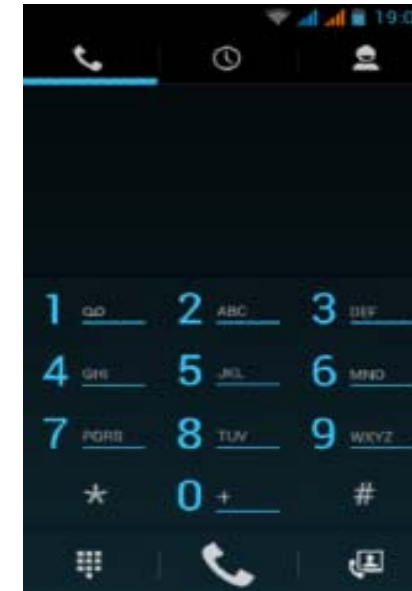 19:0
1 2 ABC 3 DEF
4 GHI 5 JKL 6 MNO
7 PQRS 8 TUV 9 WXYZ
* 0 + #